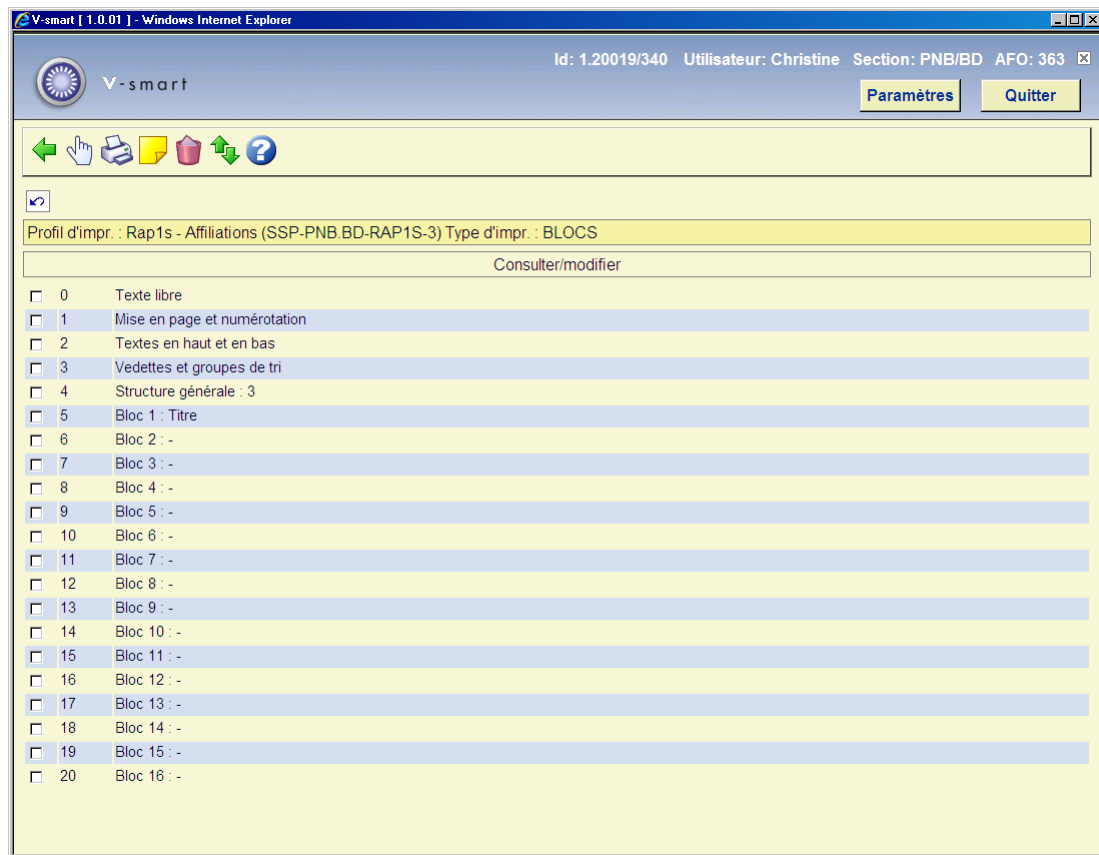 V-smart [ 1.0.01 ] - Windows Internet Explorer
Id: 1.20019/340 Utilisateur: Christine Section: PNB/BD AFO: 363
V-smart
Paramètres Quitter
Profil d'impr. : Rap1s - Affiliations (SSP-PNB.BD-RAP1S-3) Type d'impr. : BLOCS
Consulter/modifier
0 Texte libre
1 Mise en page et numérotation
2 Textes en haut et en bas
3 Vedettes et groupes de tri
4 Structure générale : 3
5 Bloc 1 : Titre
6 Bloc 2 : -
7 Bloc 3 : -
8 Bloc 4 : -
9 Bloc 5 : -
10 Bloc 6 : -
11 Bloc 7 : -
12 Bloc 8 : -
13 Bloc 9 : -
14 Bloc 10 : -
15 Bloc 11 : -
16 Bloc 12 : -
17 Bloc 13 : -
18 Bloc 14 : -
19 Bloc 15 : -
20 Bloc 16 : -